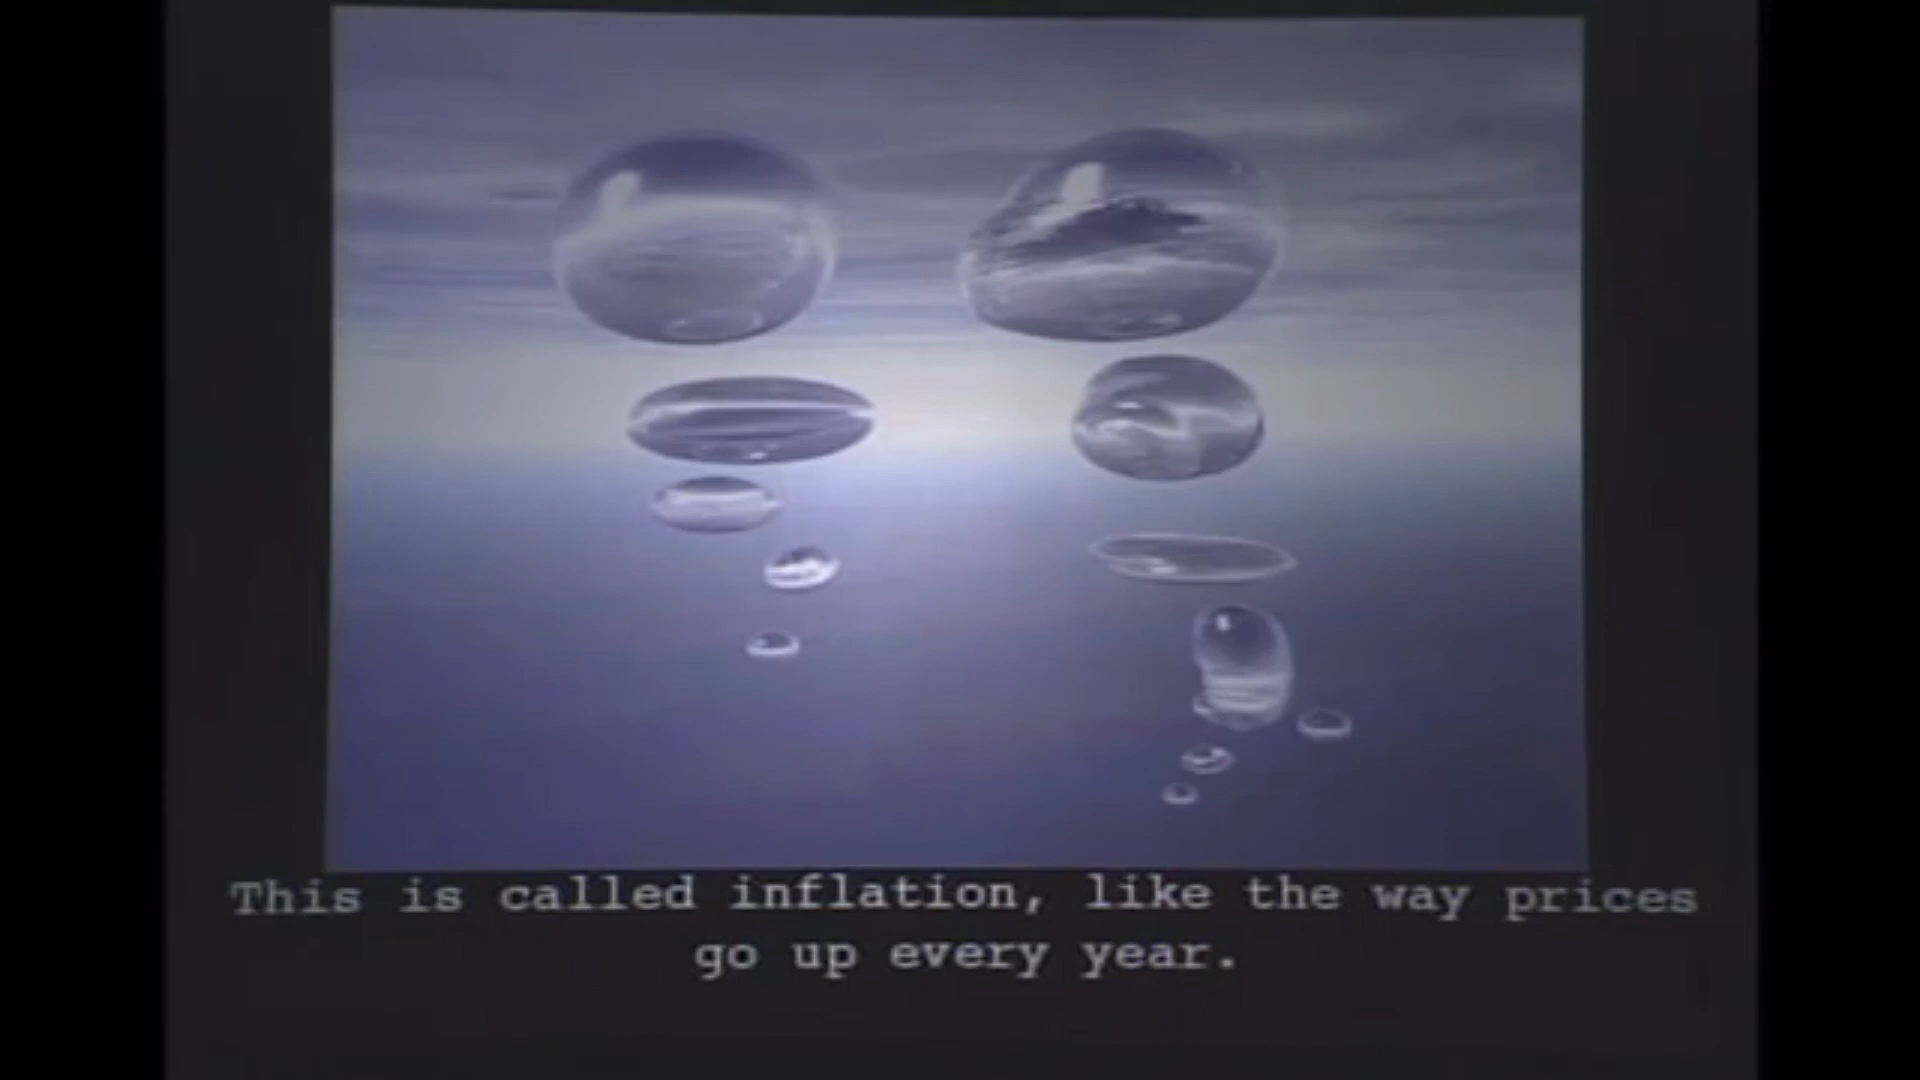 This is called inflation, like the way prices
go up every year.